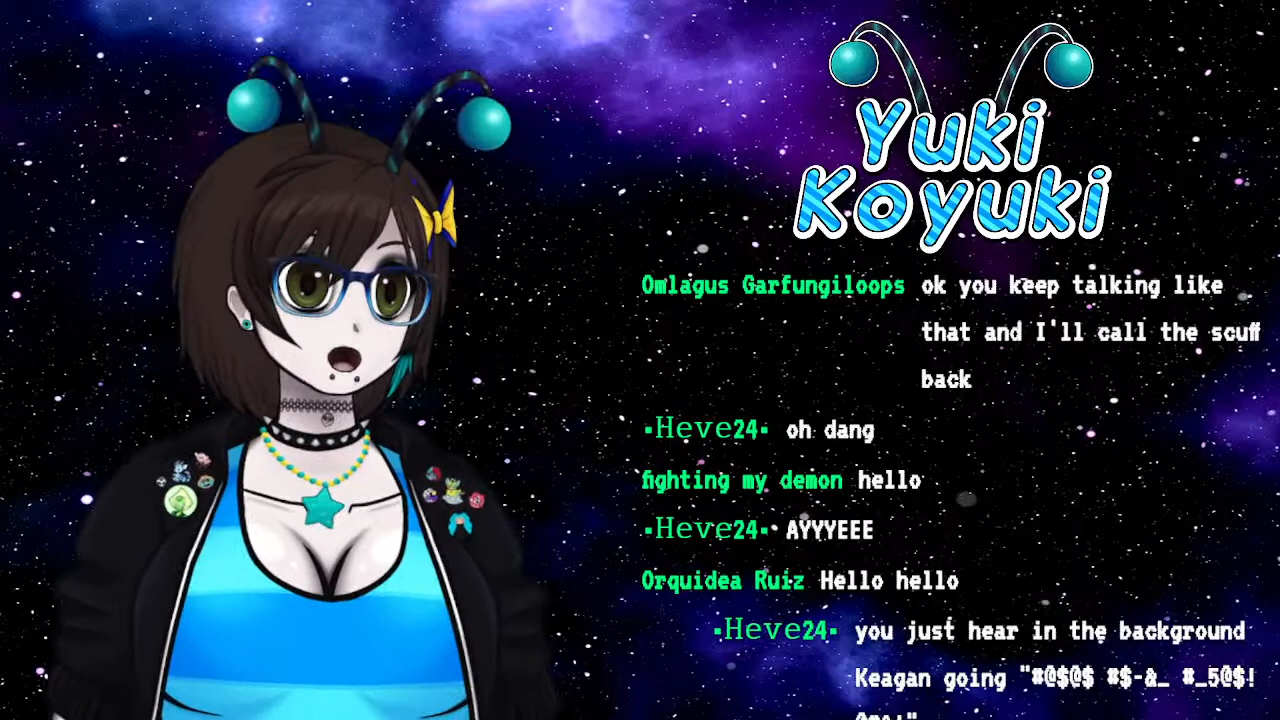 Yuki
Koyuki
Omlagus Garfungiloops ok you keep talking like
that and I'll call the scuff
back
·Heve24· oh dang
fighting my demon hello
·Heve24· AYYYEEE
Orquidea Ruiz Hello hello
·Heve24· you just hear in the background
Keagan going "#@$@$ #$-&_ #_5@$!